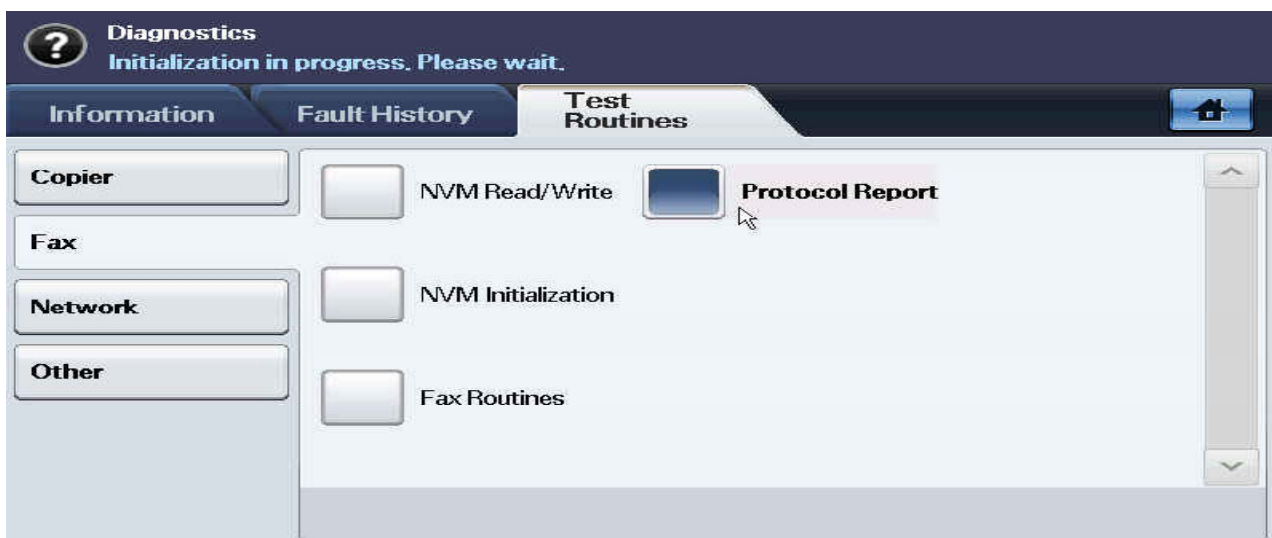 ?
Diagnostics
Initialization in progress. Please wait.
Information
Fault History
Test
Routines
Copier
NVM Read/Write
Protocol Report
Fax
NVM Initialization
Network
Other
Fax Routines